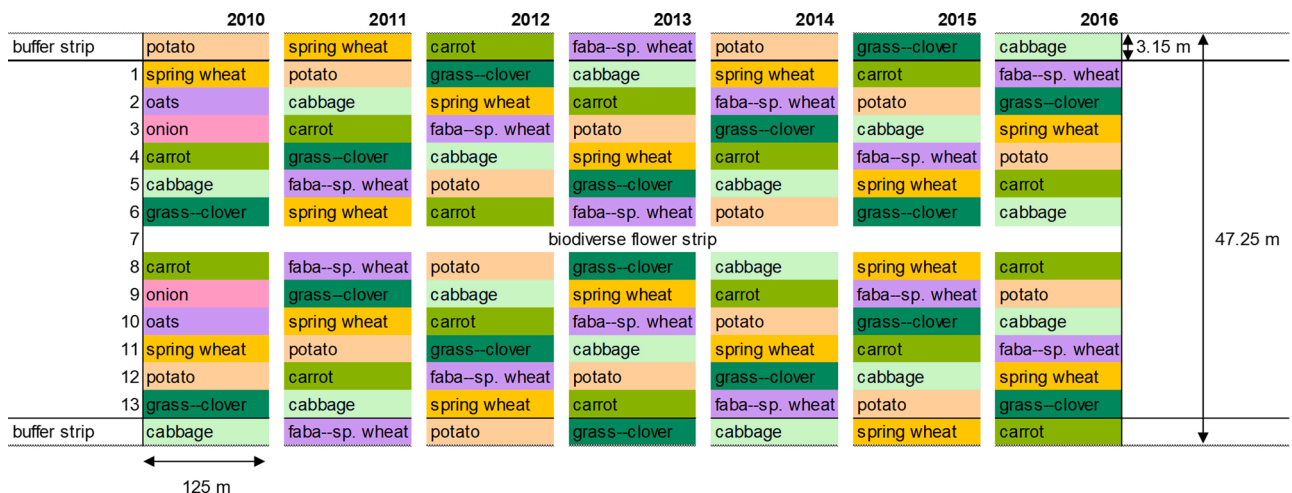 2010 2011 2012 2013 2014 2015 2016
buffer strip potato spring wheat carrot faba--sp. wheat potato grass--clover cabbage 3.15 m
1 spring wheat potato grass--clover cabbage spring wheat carrot faba--sp. wheat
2 oats cabbage spring wheat carrot faba--sp. wheat potato grass--clover
3 onion carrot faba--sp. wheat potato grass--clover cabbage spring wheat
4 carrot grass--clover cabbage spring wheat carrot faba--sp. wheat potato
5 cabbage faba--sp. wheat potato grass--clover cabbage spring wheat carrot
6 grass--clover spring wheat carrot faba--sp. wheat potato grass--clover cabbage
7 biodiverse flower strip 47.25 m
8 carrot faba--sp. wheat potato grass--clover cabbage spring wheat carrot
9 onion grass--clover cabbage spring wheat carrot faba--sp. wheat potato
10 oats spring wheat carrot faba--sp. wheat potato grass--clover cabbage
11 spring wheat potato grass--clover cabbage spring wheat carrot faba--sp. wheat
12 potato carrot faba--sp. wheat potato grass--clover cabbage spring wheat
13 grass--clover cabbage spring wheat carrot faba--sp. wheat potato grass--clover
buffer strip cabbage faba--sp. wheat potato grass--clover cabbage spring wheat carrot
125 m